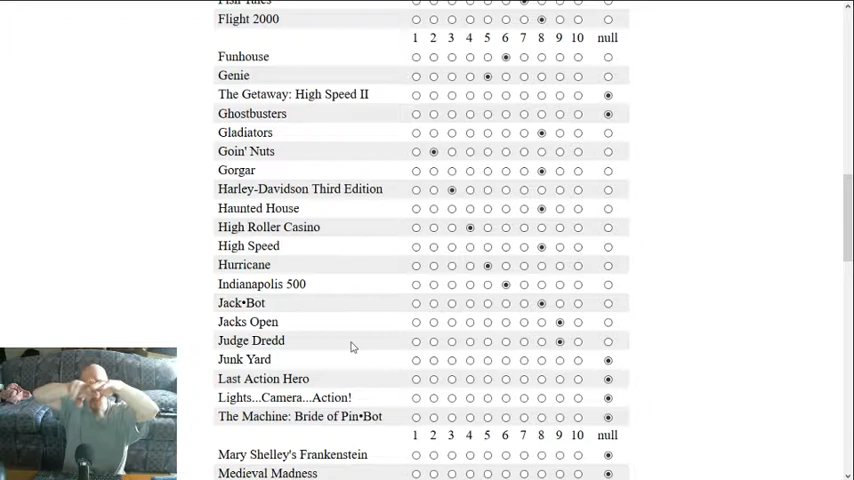 Fish Tales
Flight 2000
1 2 3 4 5 6 7 8 9 10 null
Funhouse
Genie
The Getaway: High Speed II
Ghostbusters
Gladiators
Goin' Nuts
Gorgar
Harley-Davidson Third Edition
Haunted House
High Roller Casino
High Speed
Hurricane
Indianapolis 500
Jack•Bot
Jacks Open
Judge Dredd
Junk Yard
Last Action Hero
Lights...Camera...Action!
The Machine: Bride of Pin•Bot
1 2 3 4 5 6 7 8 9 10 null
Mary Shelley's Frankenstein
Medieval Madness